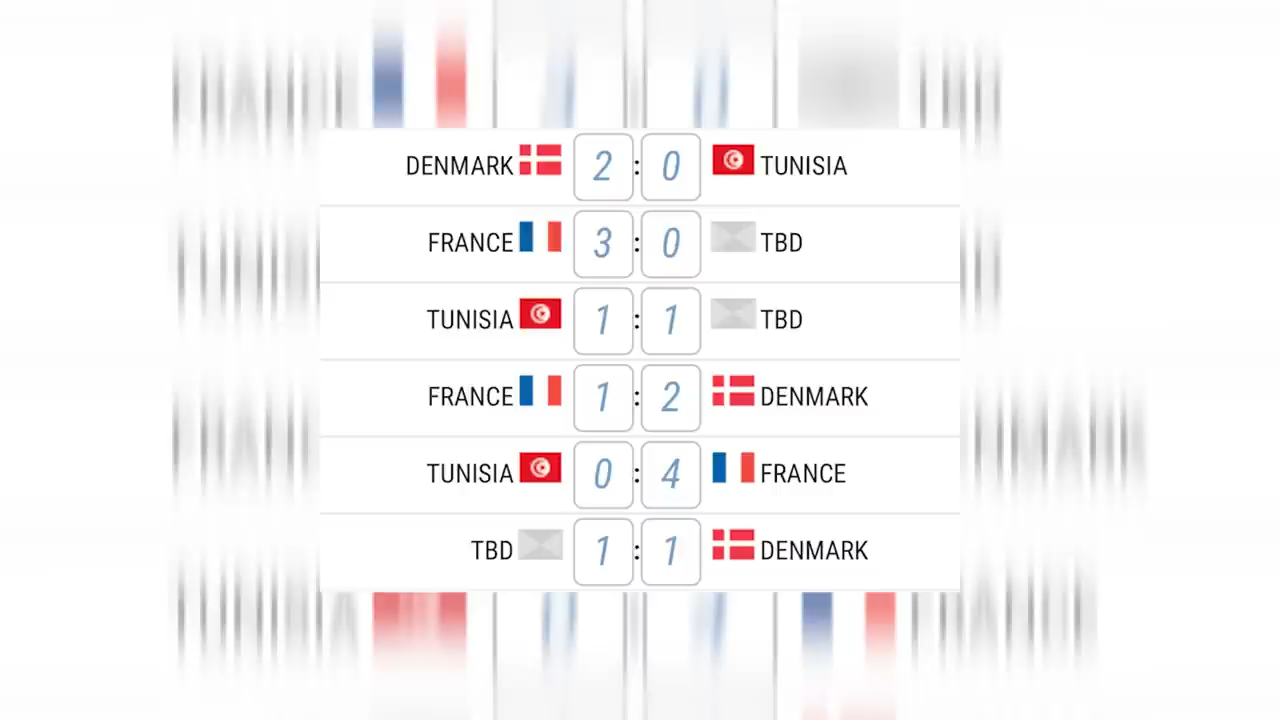 DENMARK 2 : 0 TUNISIA
FRANCE 3 : 0 TBD
TUNISIA 1 : 1 TBD
FRANCE 1 : 2 DENMARK
TUNISIA 0 : 4 FRANCE
TBD 1 : 1 DENMARK